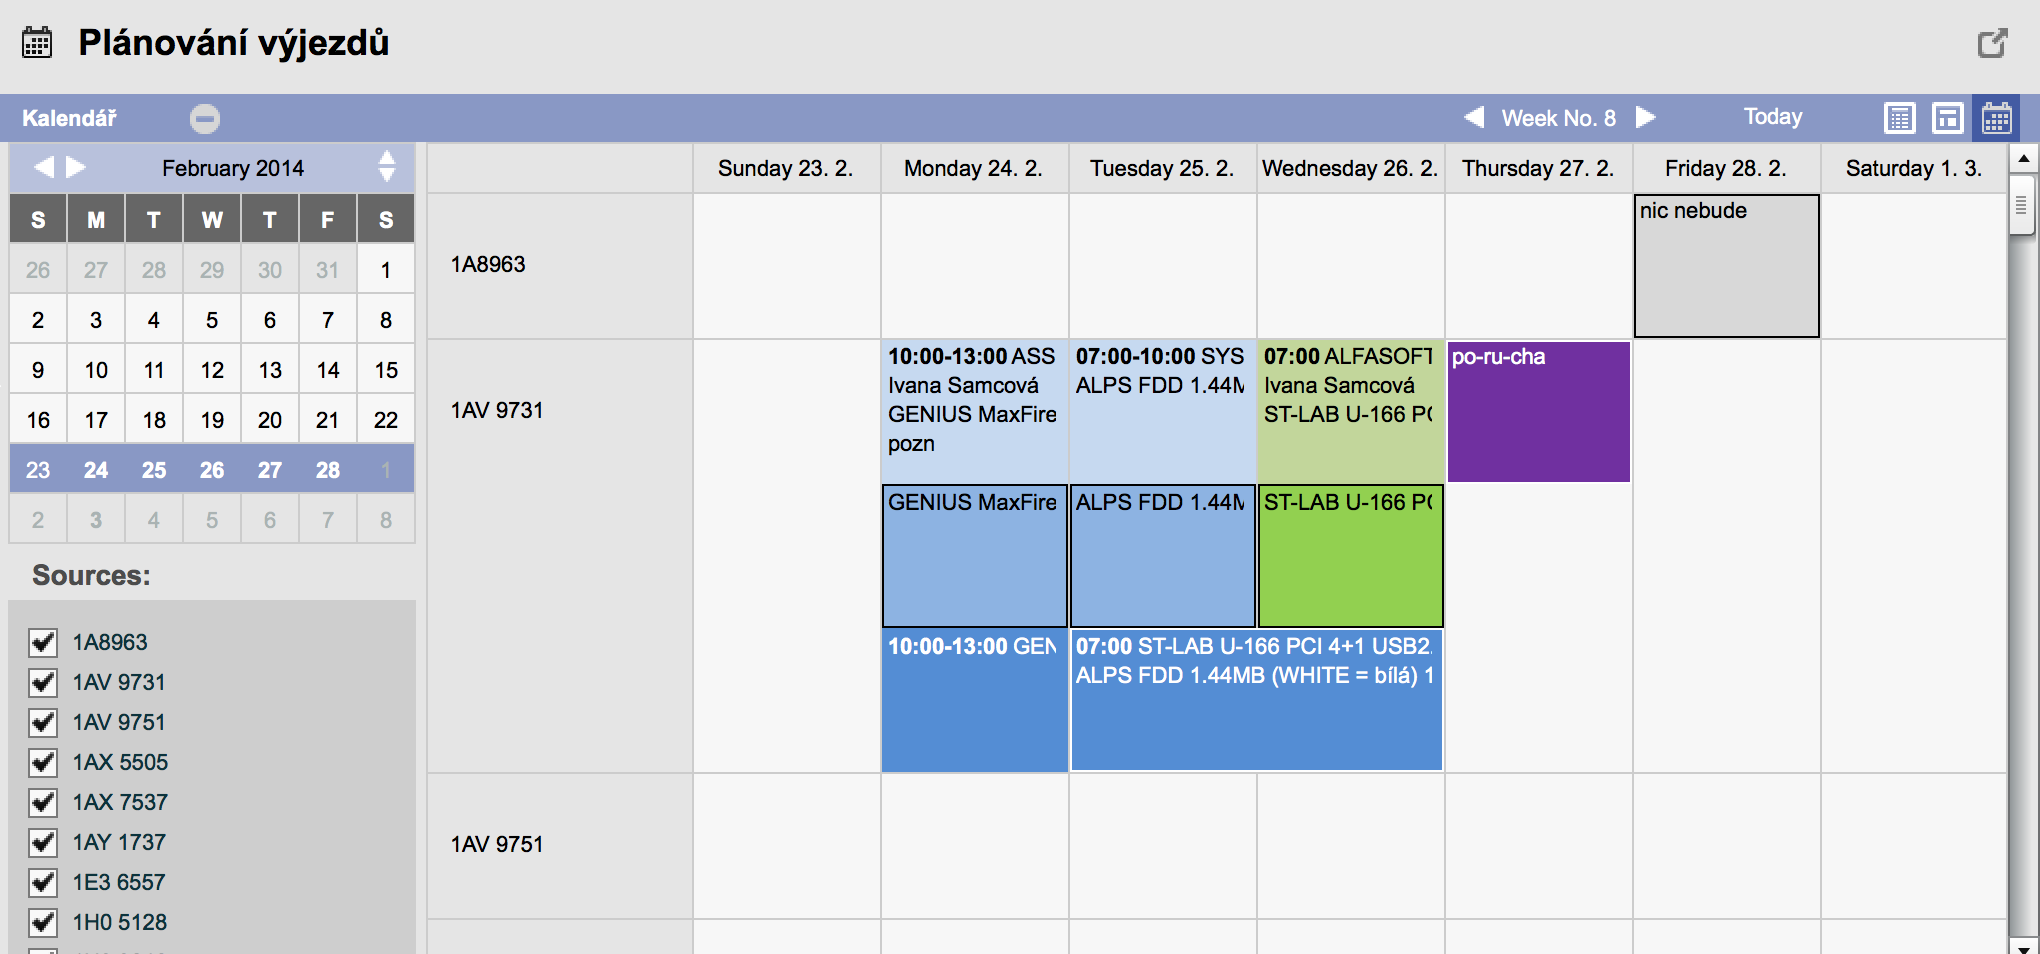 Plánování výjezdů
Kalendář
Week No. 8
Today
February 2014
S M T W T F S
26 27 28 29 30 31 1
2 3 4 5 6 7 8
9 10 11 12 13 14 15
16 17 18 19 20 21 22
23 24 25 26 27 28 1
2 3 4 5 6 7 8
Sources:
1A8963
1AV 9731
1AV 9751
1AX 5505
1AX 7537
1AY 1737
1E3 6557
1H0 5128
Sunday 23. 2. Monday 24. 2. Tuesday 25. 2. Wednesday 26. 2. Thursday 27. 2. Friday 28. 2. Saturday 1. 3.
1A8963
nic nebude
1AV 9731
10:00-13:00 ASS
Ivana Samcová
GENIUS MaxFire
pozn
07:00-10:00 SYS
ALPS FDD 1.44M
07:00 ALFASOFT
Ivana Samcová
ST-LAB U-166 PC
po-ru-cha
GENIUS MaxFire
ALPS FDD 1.44M
ST-LAB U-166 PC
10:00-13:00 GEN
07:00 ST-LAB U-166 PCI 4+1 USB2.
ALPS FDD 1.44MB (WHITE = bílá) 1
1AV 9751